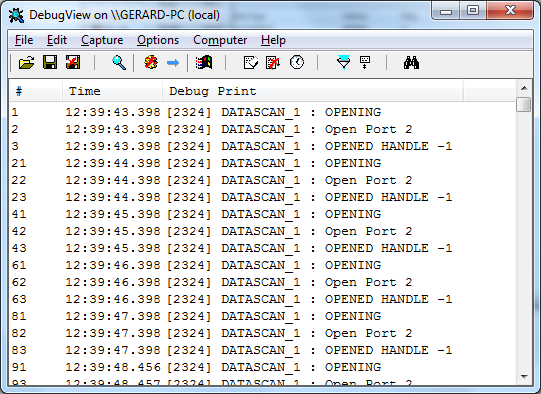 DebugView on \\GERARD-PC (local)
File Edit Capture Options Computer Help
# Time Debug Print
1 12:39:43.398 [2324] DATASCAN_1 : OPENING
2 12:39:43.398 [2324] DATASCAN_1 : Open Port 2
3 12:39:43.398 [2324] DATASCAN_1 : OPENED HANDLE -1
21 12:39:44.398 [2324] DATASCAN_1 : OPENING
22 12:39:44.398 [2324] DATASCAN_1 : Open Port 2
23 12:39:44.398 [2324] DATASCAN_1 : OPENED HANDLE -1
41 12:39:45.398 [2324] DATASCAN_1 : OPENING
42 12:39:45.398 [2324] DATASCAN_1 : Open Port 2
43 12:39:45.398 [2324] DATASCAN_1 : OPENED HANDLE -1
61 12:39:46.398 [2324] DATASCAN_1 : OPENING
62 12:39:46.398 [2324] DATASCAN_1 : Open Port 2
63 12:39:46.398 [2324] DATASCAN_1 : OPENED HANDLE -1
81 12:39:47.398 [2324] DATASCAN_1 : OPENING
82 12:39:47.398 [2324] DATASCAN_1 : Open Port 2
83 12:39:47.398 [2324] DATASCAN_1 : OPENED HANDLE -1
91 12:39:48.456 [2324] DATASCAN_1 : OPENING
93 12:39:48.457 [2324] DATASCAN_1 : Open Port 2